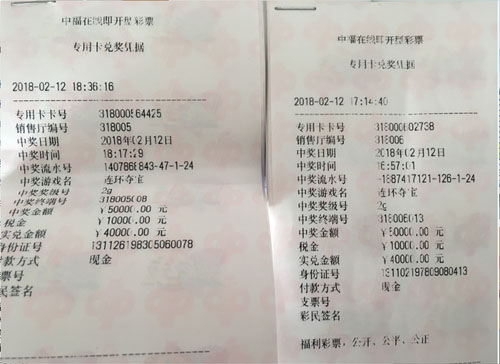 中福在线即开型彩票
专用卡兑奖凭据
2018-02-12 18:36:16
专用卡卡号 318000564425
销售厅编号 318005
中奖日期 2018年02月12日
中奖时间 18:17:29
中奖流水号 140786843-47-1-24
中奖游戏名 连环夺宝
中奖奖级号 2g
中奖终端号 318005008
中奖金额 ¥50000.00 元
税金 ¥10000.00 元
实兑金额 ¥40000.00 元
身份证号
付款方式 现金
票号
彩民签名
中福在线即开型彩票
专用卡兑奖凭据
2018-02-12 17:14:40
专用卡卡号 318000602738
销售厅编号 318006
中奖日期 2018年02月12日
中奖时间 16:57:01
中奖流水号 -1887417121-126-1-24
中奖游戏名 连环夺宝
中奖奖级号 2g
中奖终端号 318006013
中奖金额 ¥50000.00 元
税金 ¥10000.00 元
实兑金额 ¥40000.00 元
身份证号
付款方式 现金
支票号
彩民签名
福利彩票，公开、公平、公正